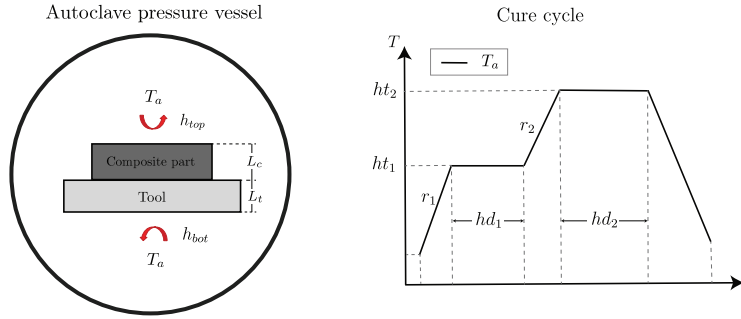 Autoclave pressure vessel
T_a
h_top
Composite part
L_c
Tool
L_t
h_bot
T_a
Cure cycle
T
T_a
ht_2
r_2
ht_1
r_1
hd_1
hd_2